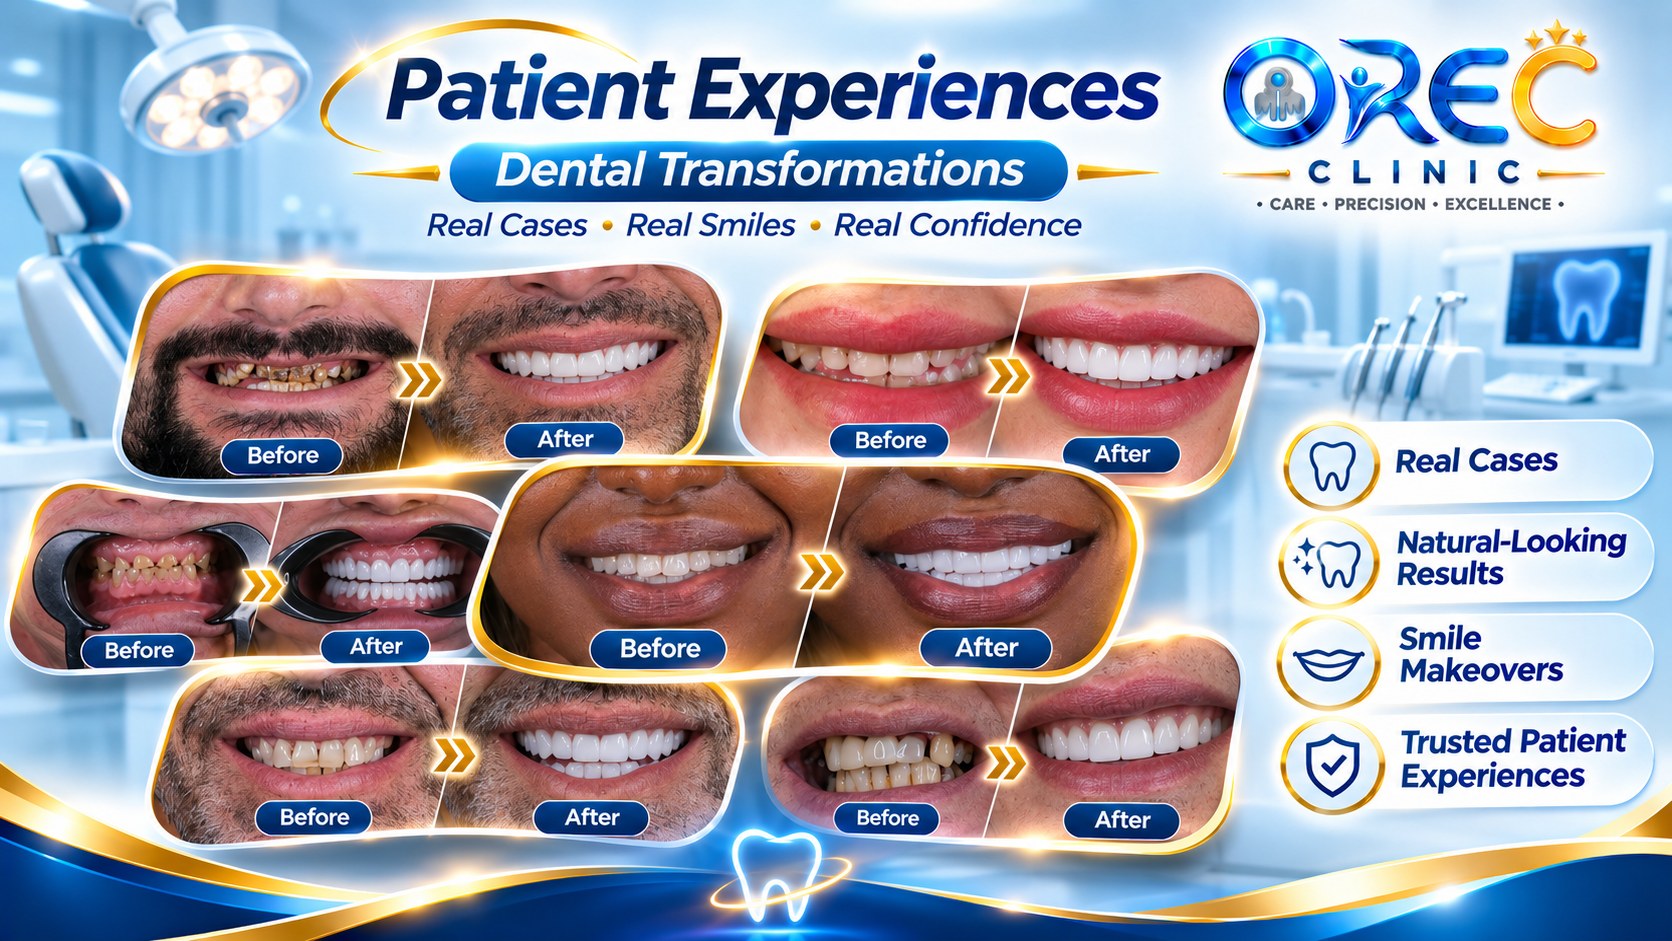 Patient Experiences
Dental Transformations
Real Cases • Real Smiles • Real Confidence
OREC
CLINIC
• CARE • PRECISION • EXCELLENCE •
Before
After
Before
After
Before
After
Before
After
Before
After
Before
After
Real Cases
Natural-Looking
Results
Smile
Makeovers
Trusted Patient
Experiences